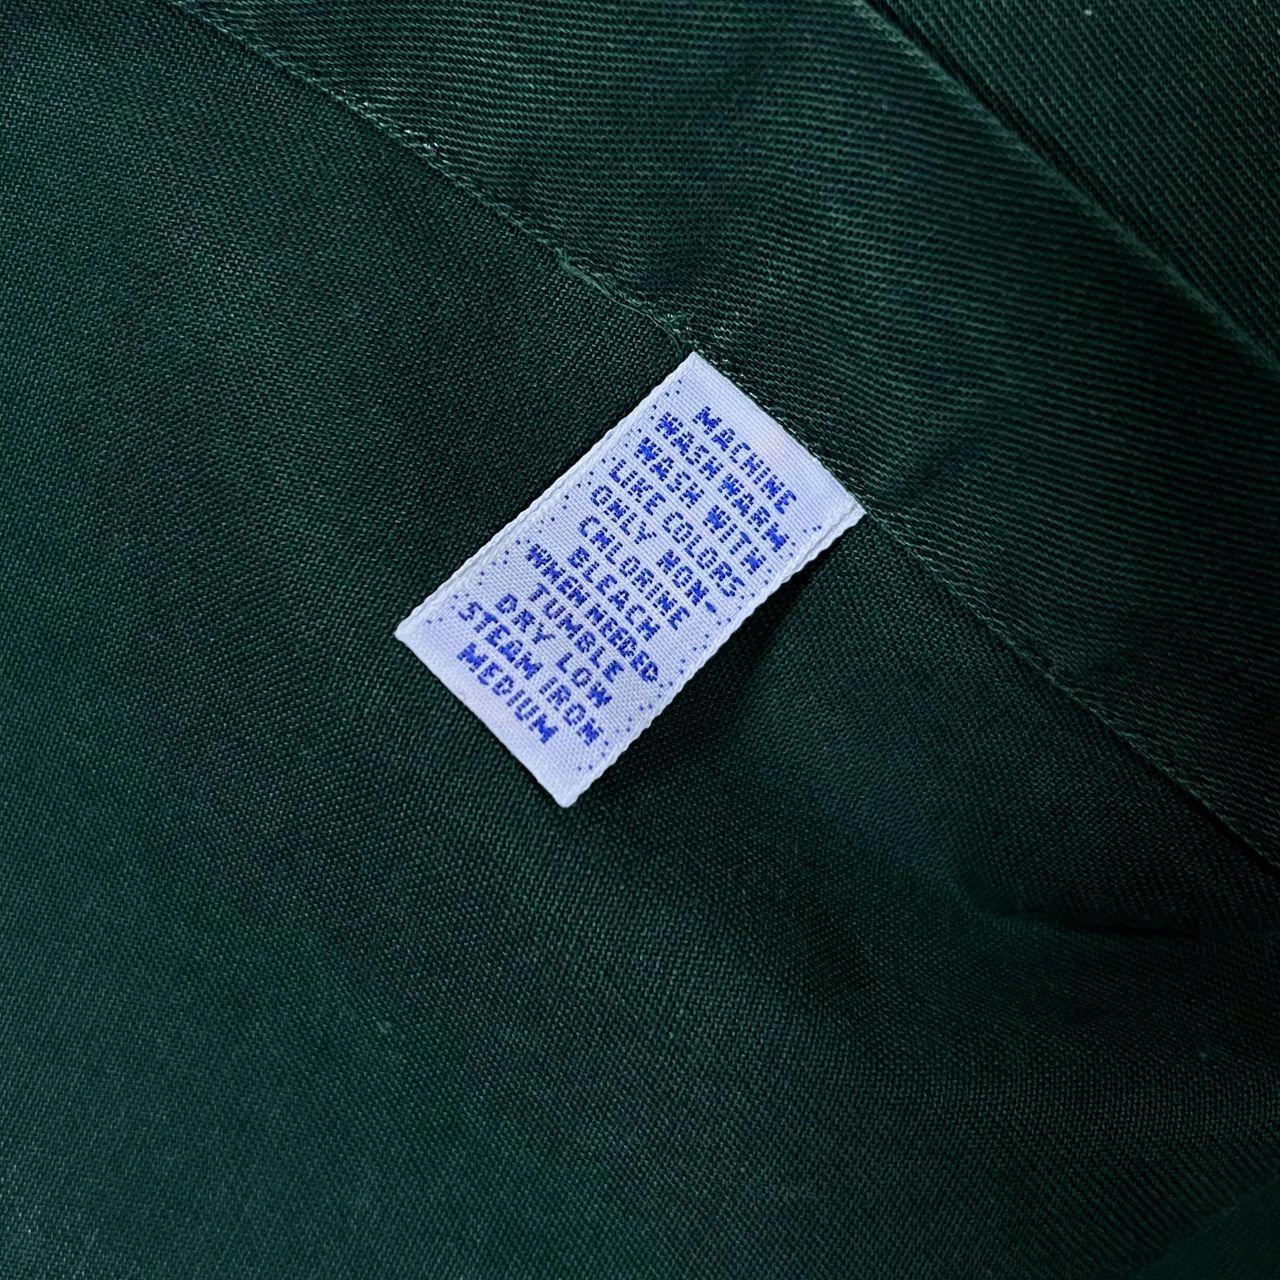 MACHINE
WASH WARM
WASH WITH
LIKE COLORS
ONLY NON-
CHLORINE
BLEACH
WHEN NEEDED
TUMBLE
DRY LOW
STEAM IRON
MEDIUM